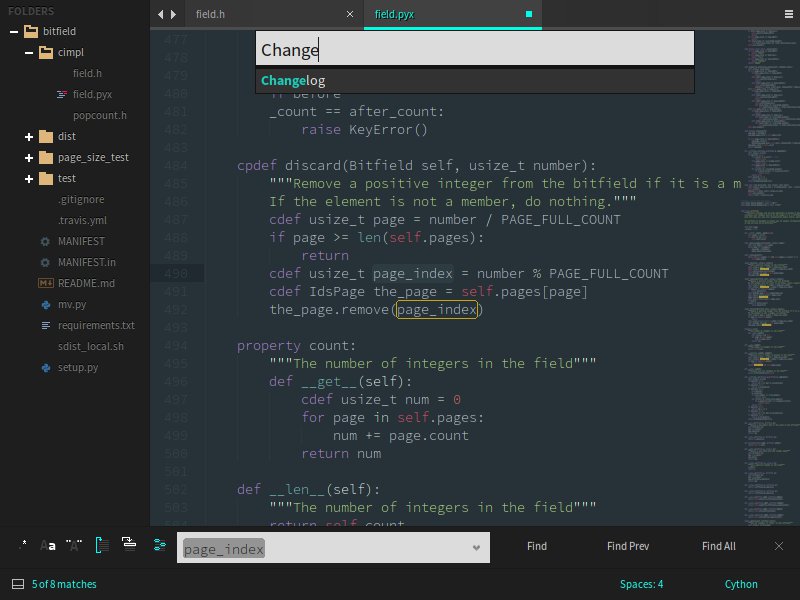 FOLDERS
bitfield
cimpl
field.h
field.pyx
popcount.h
dist
page_size_test
test
.gitignore
.travis.yml
MANIFEST
MANIFEST.in
README.md
mv.py
requirements.txt
sdist_local.sh
setup.py
field.h
field.pyx
Change
Changelog
477
478
479
if before
481 _count == after_count:
482 raise KeyError()
483
484 cpdef discard(Bitfield self, usize_t number):
485 """Remove a positive integer from the bitfield if it is a m
486 If the element is not a member, do nothing."""
487 cdef usize_t page = number / PAGE_FULL_COUNT
488 if page >= len(self.pages):
489 return
490 cdef usize_t page_index = number % PAGE_FULL_COUNT
491 cdef IdsPage the_page = self.pages[page]
492 the_page.remove(page_index)
493
494 property count:
495 """The number of integers in the field"""
496 def __get__(self):
497 cdef usize_t num = 0
498 for page in self.pages:
499 num += page.count
500 return num
501
502 def __len__(self):
503 """The number of integers in the field"""
504 return self.count
.* Aa "A" page_index Find Find Prev Find All
5 of 8 matches Spaces: 4 Cython